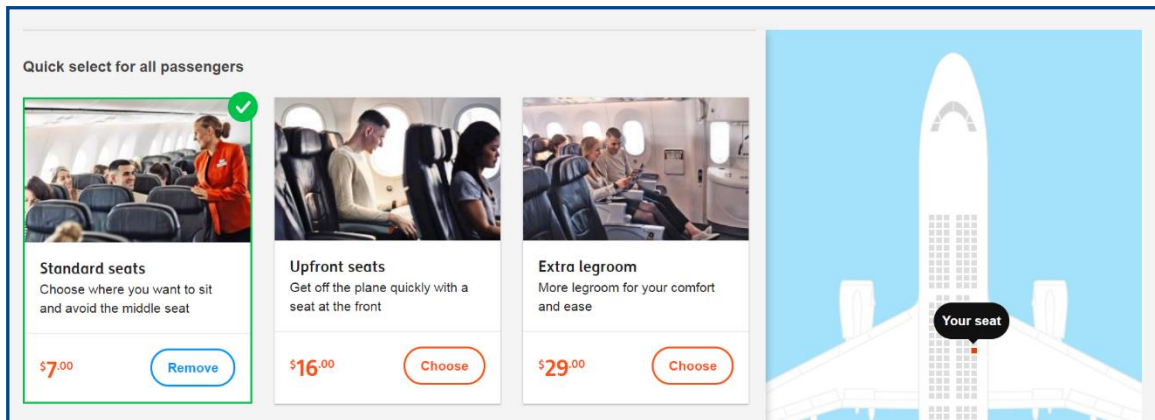 Quick select for all passengers
Standard seats
Choose where you want to sit
and avoid the middle seat
$7.00
Remove
Upfront seats
Get off the plane quickly with a
seat at the front
$16.00
Choose
Extra legroom
More legroom for your comfort
and ease
$29.00
Choose
Your seat